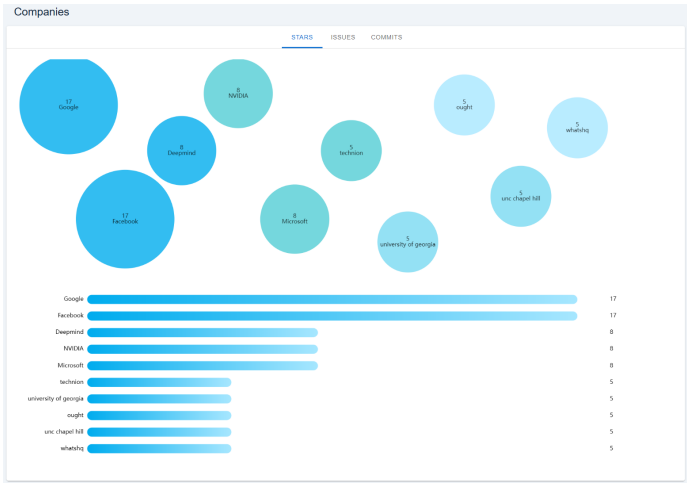 Companies
STARS ISSUES COMMITS
17
Google
8
Deepmind
17
Facebook
8
NVIDIA
8
Microsoft
5
technion
5
university of georgia
5
ought
5
unc chapel hill
5
whatshq
Google 17
Facebook 17
Deepmind 8
NVIDIA 8
Microsoft 8
technion 5
university of georgia 5
ought 5
unc chapel hill 5
whatshq 5